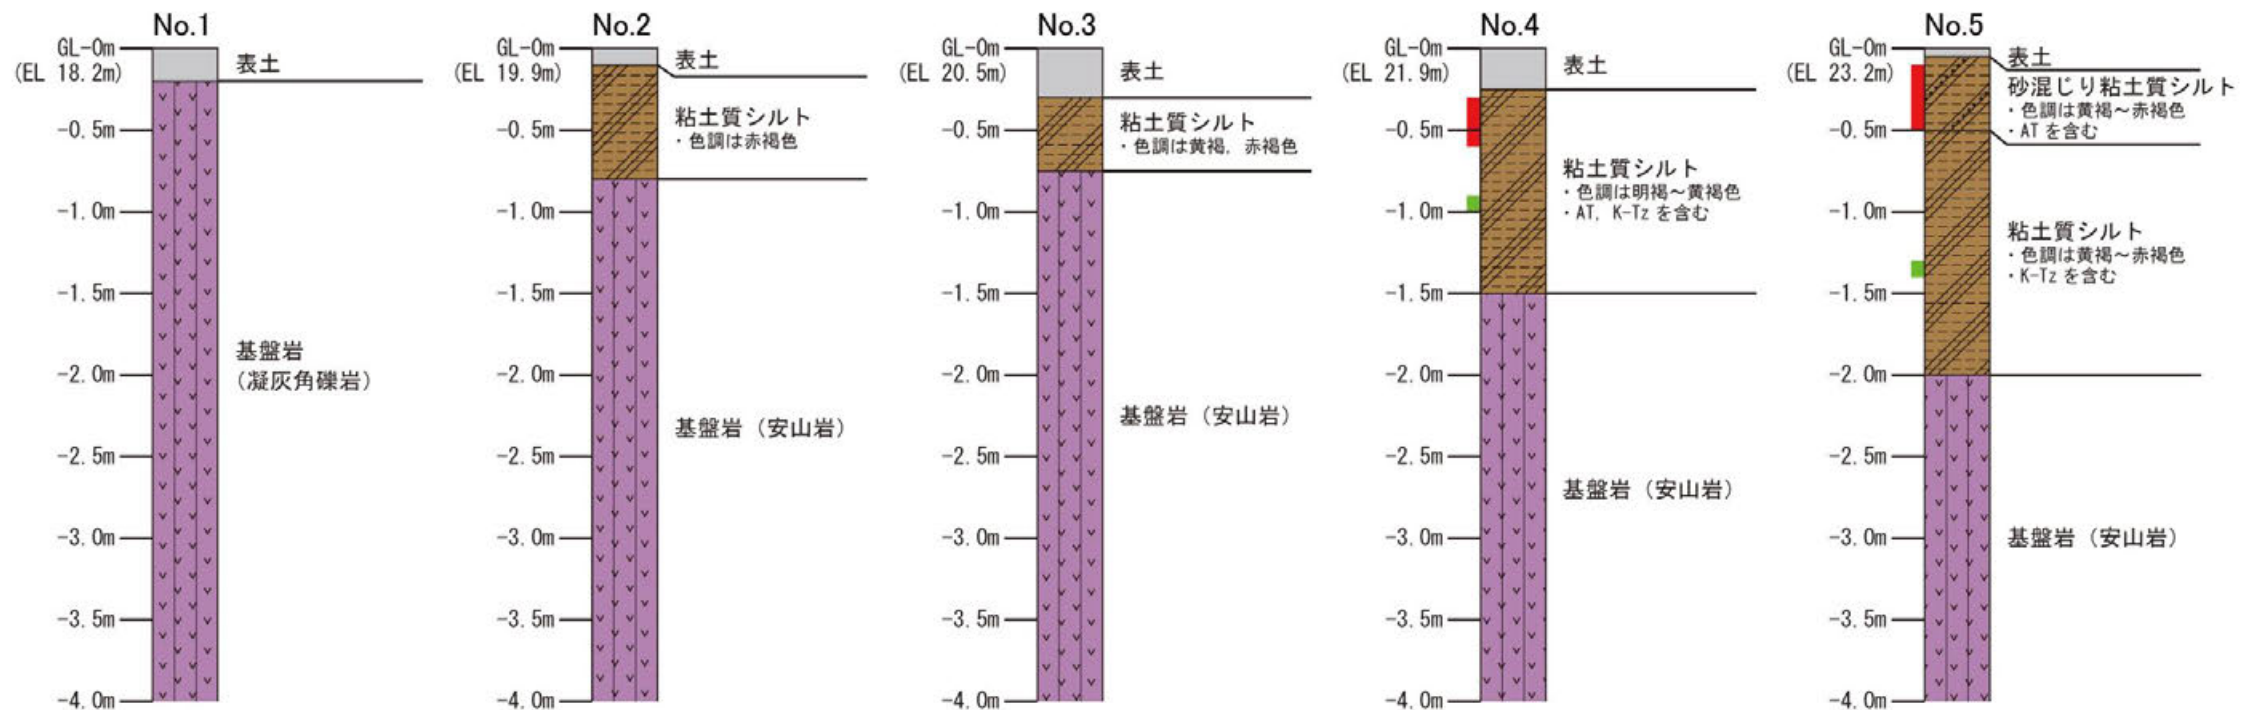 No.1
GL-0m
(EL 18.2m)
-0.5m
-1.0m
-1.5m
-2.0m
-2.5m
-3.0m
-3.5m
-4.0m
表土
基盤岩
(凝灰角礫岩)
No.2
GL-0m
(EL 19.9m)
-0.5m
-1.0m
-1.5m
-2.0m
-2.5m
-3.0m
-3.5m
-4.0m
表土
粘土質シルト
・色調は赤褐色
基盤岩(安山岩)
No.3
GL-0m
(EL 20.5m)
-0.5m
-1.0m
-1.5m
-2.0m
-2.5m
-3.0m
-3.5m
-4.0m
表土
粘土質シルト
・色調は黄褐,赤褐色
基盤岩(安山岩)
No.4
GL-0m
(EL 21.9m)
-0.5m
-1.0m
-1.5m
-2.0m
-2.5m
-3.0m
-3.5m
-4.0m
表土
粘土質シルト
・色調は明褐~黄褐色
・AT,K-Tzを含む
基盤岩(安山岩)
No.5
GL-0m
(EL 23.2m)
-0.5m
-1.0m
-1.5m
-2.0m
-2.5m
-3.0m
-3.5m
-4.0m
表土
砂混じり粘土質シルト
・色調は黄褐~赤褐色
・ATを含む
粘土質シルト
・色調は黄褐~赤褐色
・K-Tzを含む
基盤岩(安山岩)